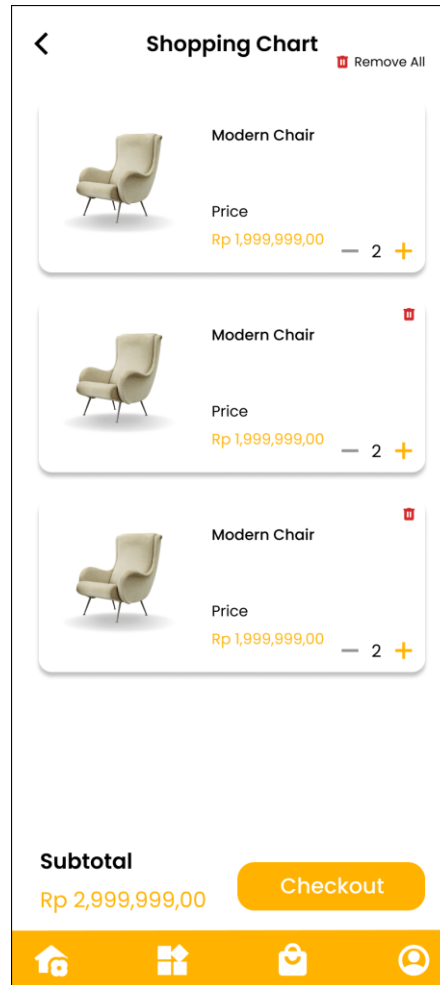 Shopping Chart
Remove All
Modern Chair
Price
Rp 1,999,999,00
2
Modern Chair
Price
Rp 1,999,999,00
2
Modern Chair
Price
Rp 1,999,999,00
2
Subtotal
Rp 2,999,999,00
Checkout